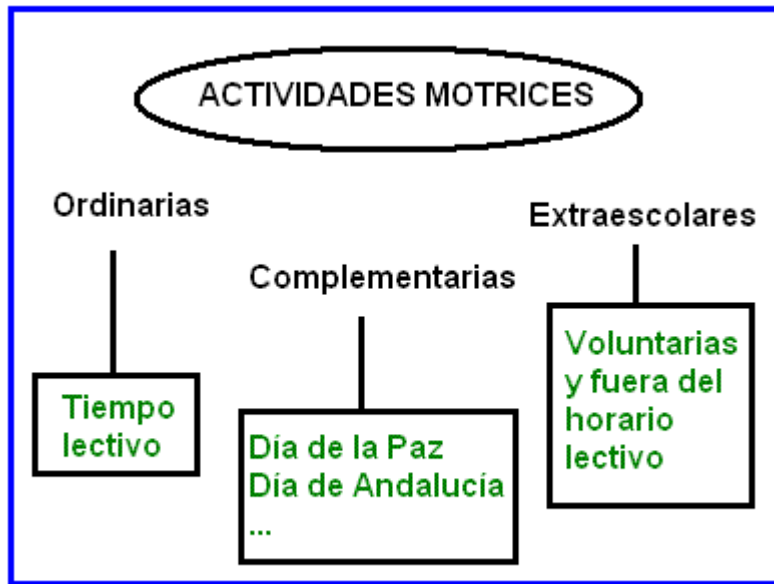 ACTIVIDADES MOTRICES
Ordinarias
Tiempo
lectivo
Complementarias
Día de la Paz
Día de Andalucía
...
Extraescolares
Voluntarias
y fuera del
horario
lectivo